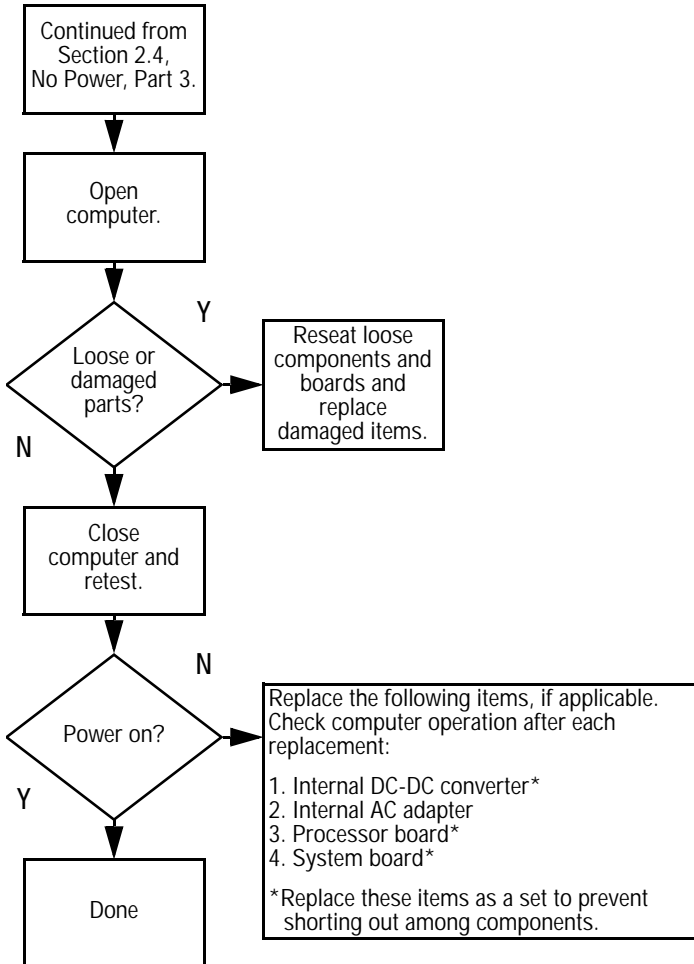 Continued from
Section 2.4,
No Power, Part 3.
Open
computer.
Y
Loose or
damaged
parts?
Reseat loose
components and
boards and
replace
damaged items.
N
Close
computer and
retest.
N
Power on?
Replace the following items, if applicable.
Check computer operation after each
replacement:
1. Internal DC-DC converter*
2. Internal AC adapter
3. Processor board*
4. System board*
*Replace these items as a set to prevent
shorting out among components.
Y
Done